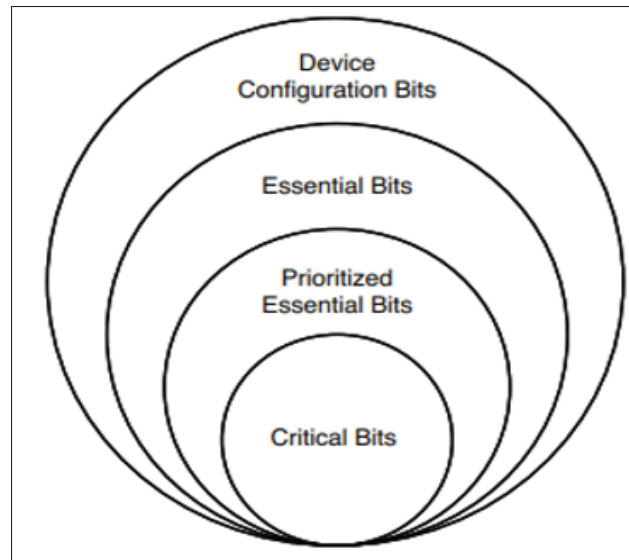 Device
Configuration Bits
Essential Bits
Prioritized
Essential Bits
Critical Bits